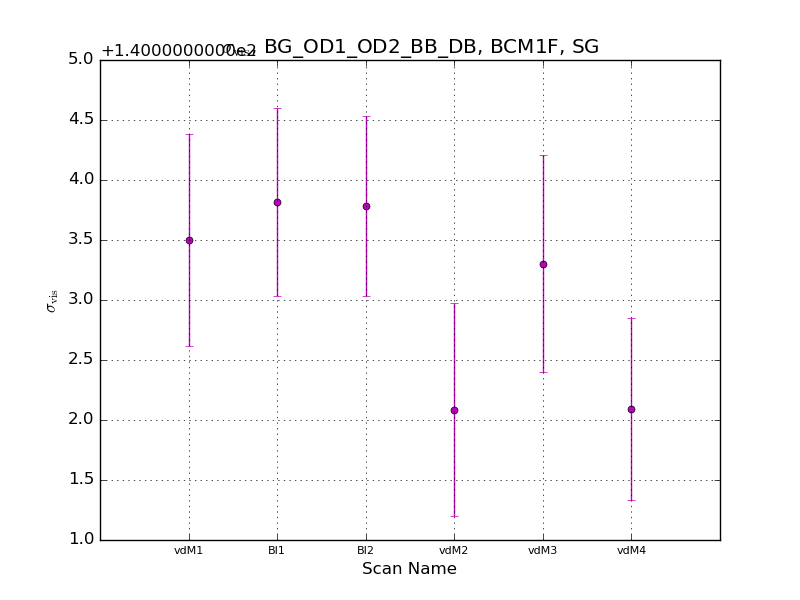 +1.4000000000e2 BG_OD1_OD2_BB_DB, BCM1F, SG
5.0
4.5
4.0
3.5
3.0
2.5
2.0
1.5
1.0
σvis
vdM1 BI1 BI2 vdM2 vdM3 vdM4
Scan Name